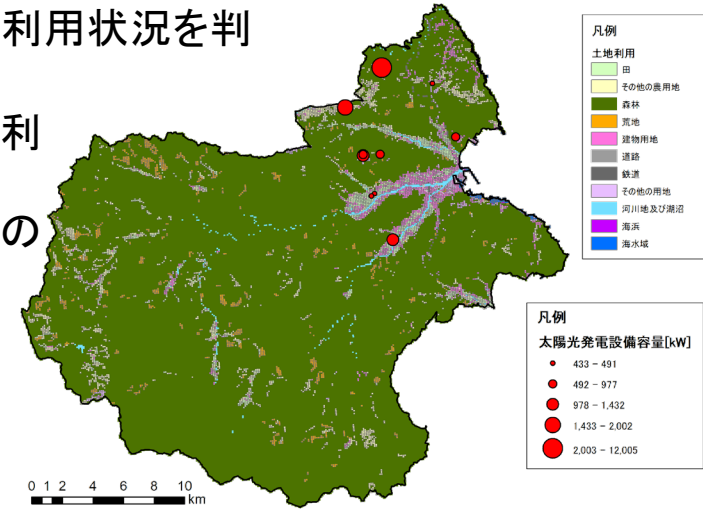 利用状況を判
利
の
凡例
土地利用
田
その他の農用地
森林
荒地
建物用地
道路
鉄道
その他の用地
河川地及び湖沼
海浜
海水域
凡例
太陽光発電設備容量[kW]
433 - 491
492 - 977
978 - 1,432
1,433 - 2,002
2,003 - 12,005
0 1 2 4 6 8 10
km